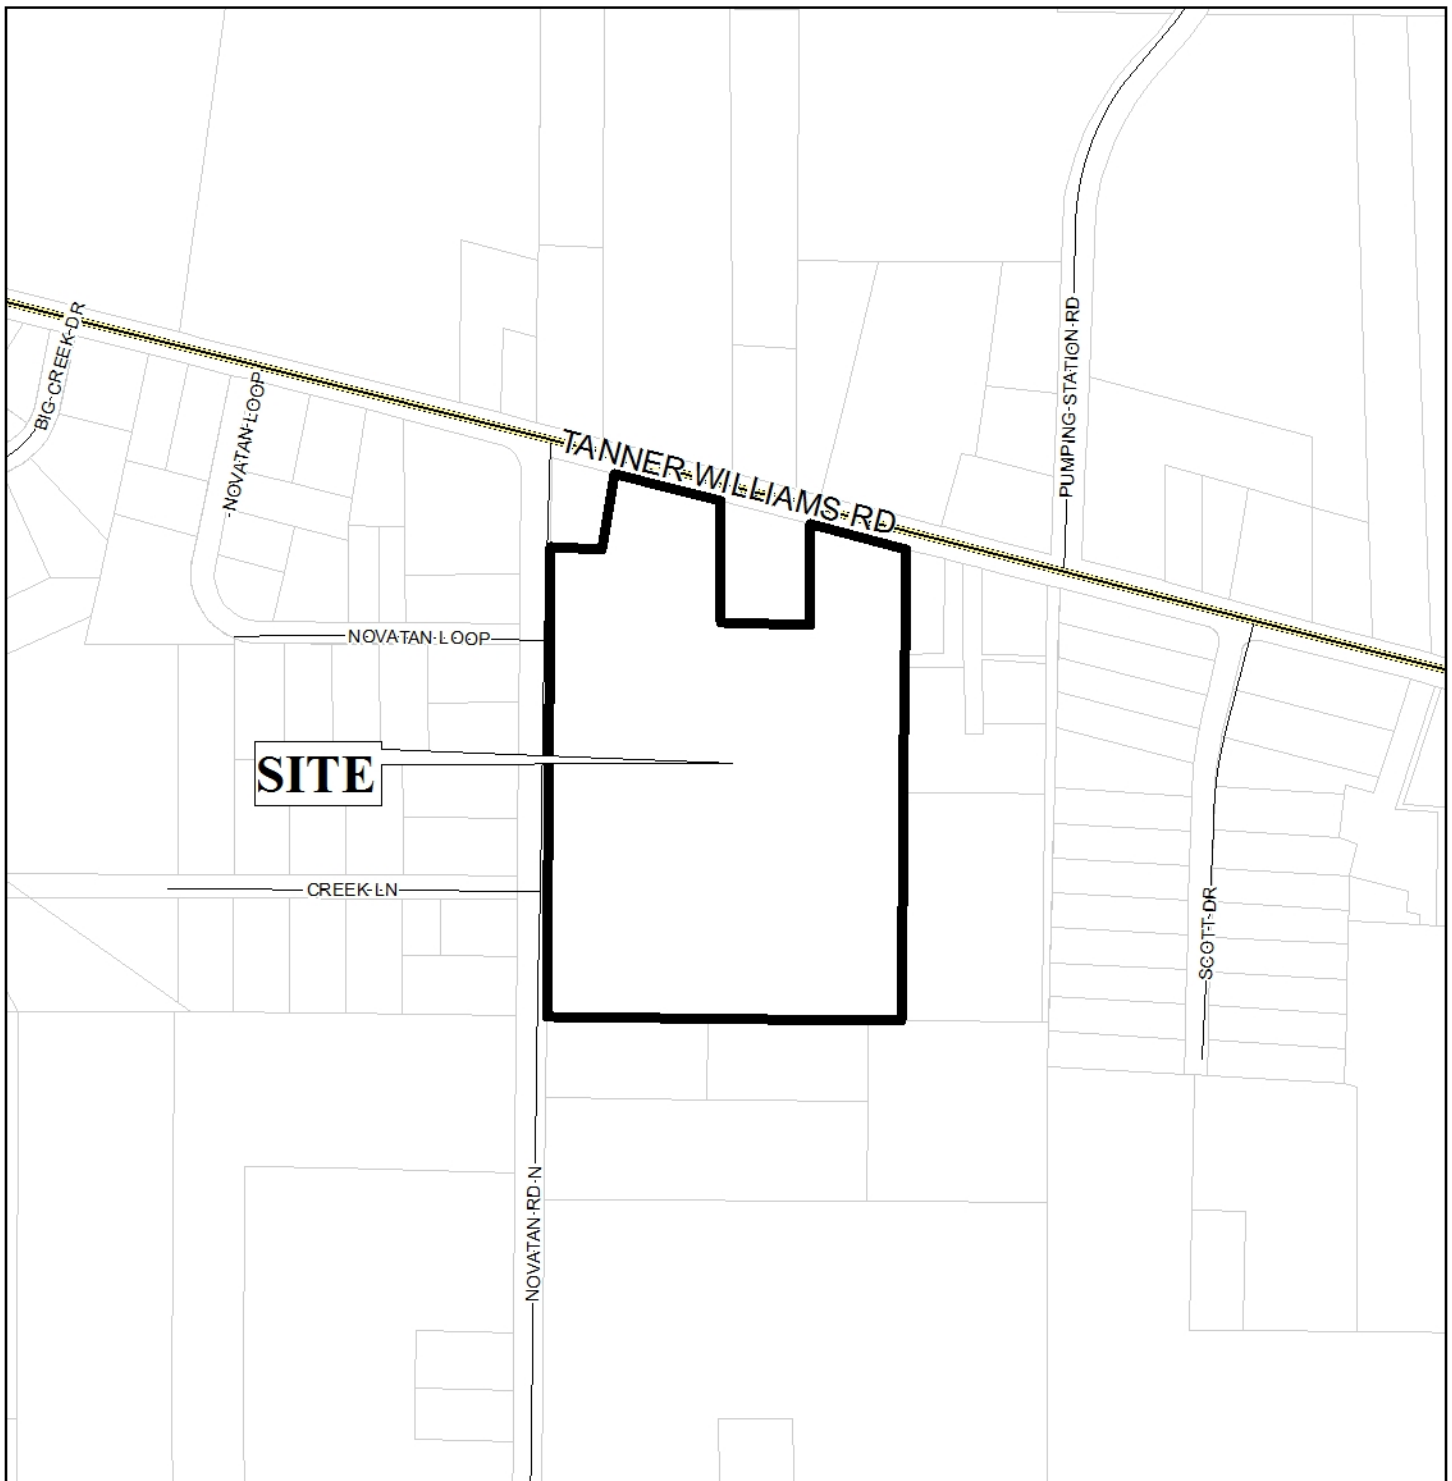 BIG CREEK DR
NOVATAN LOOP
TANNER WILLIAMS RD
PUMPING STATION RD
NOVATAN LOOP
SITE
CREEK LN
SCOTT DR
NOVATAN RD N